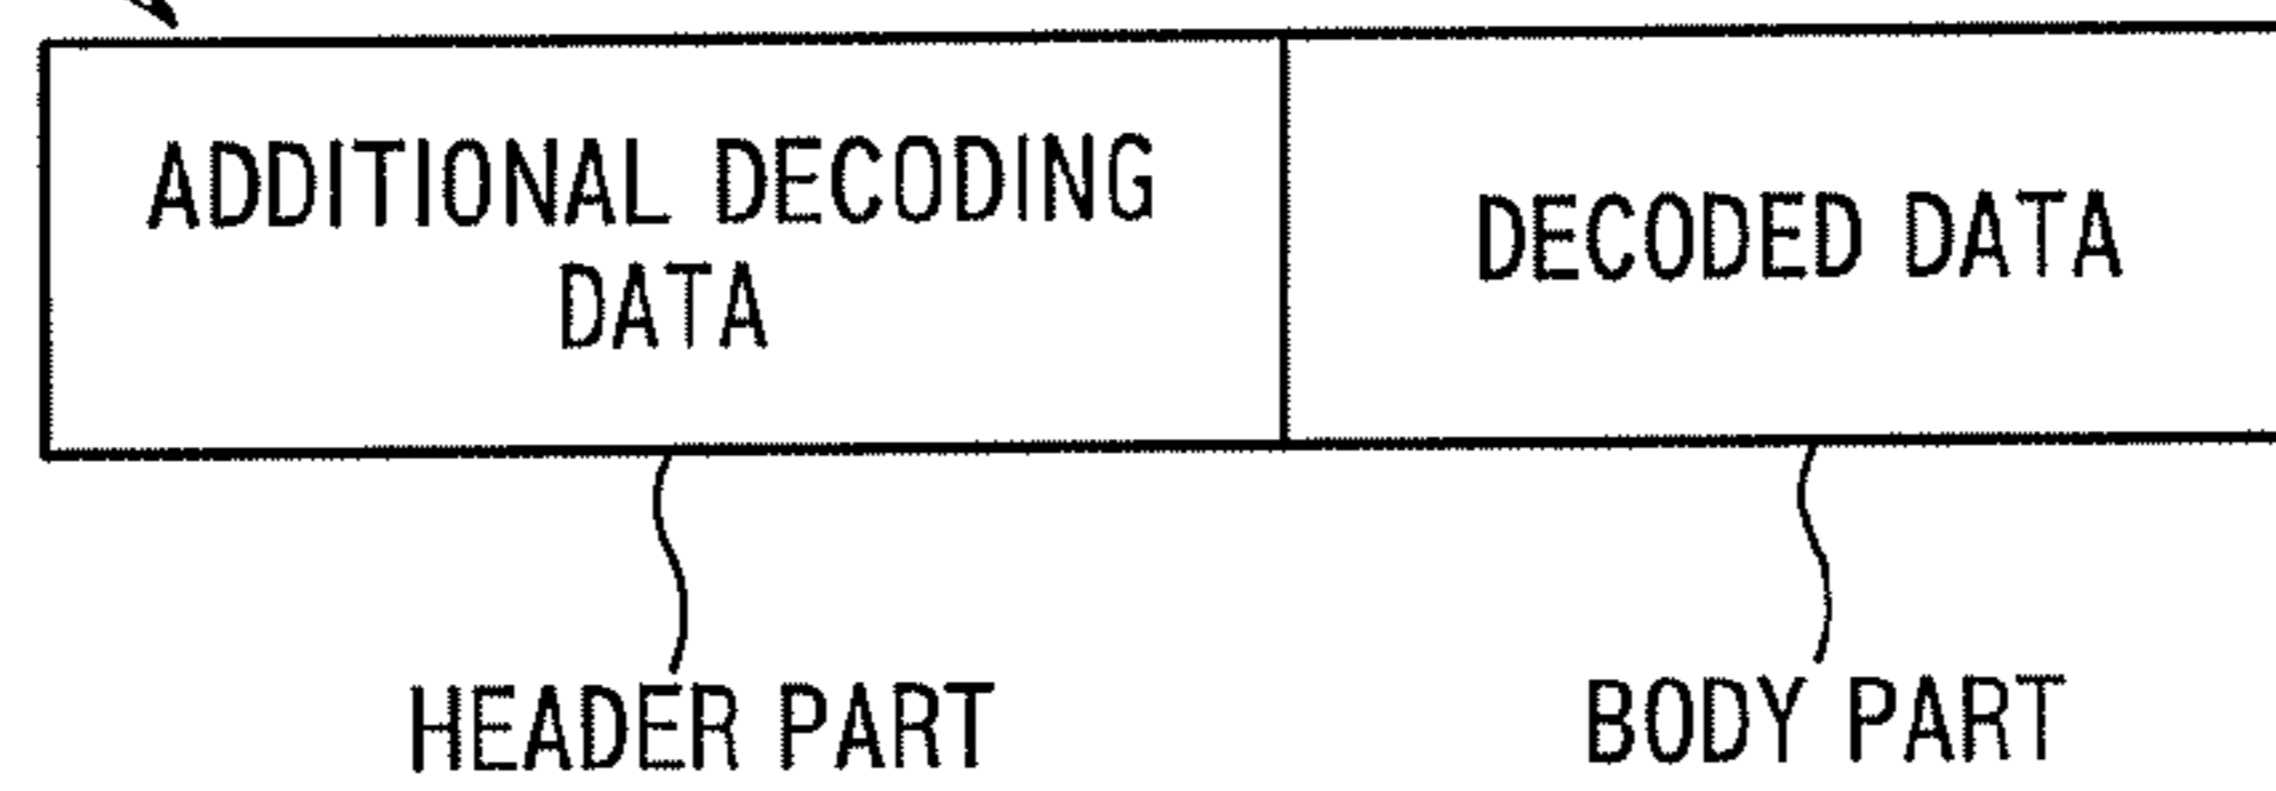 ADDITIONAL DECODING
DATA
DECODED DATA
HEADER PART
BODY PART